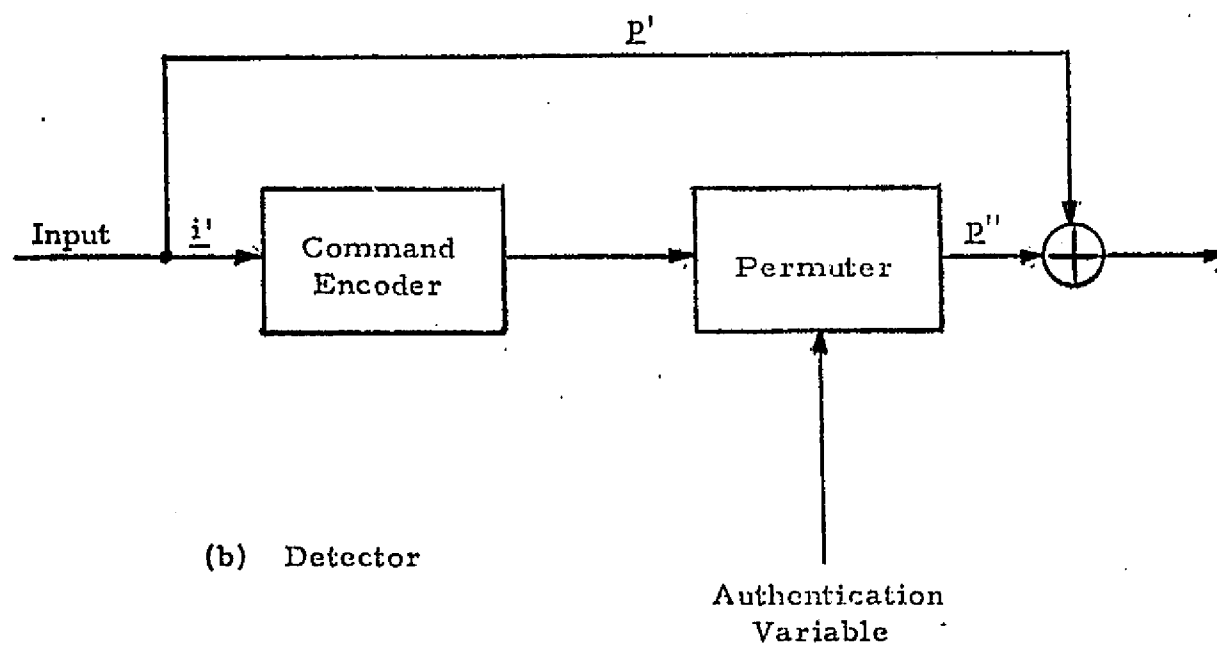 p'
Input
i'
Command
Encoder
Permuter
p"
(b) Detector
Authentication
Variable